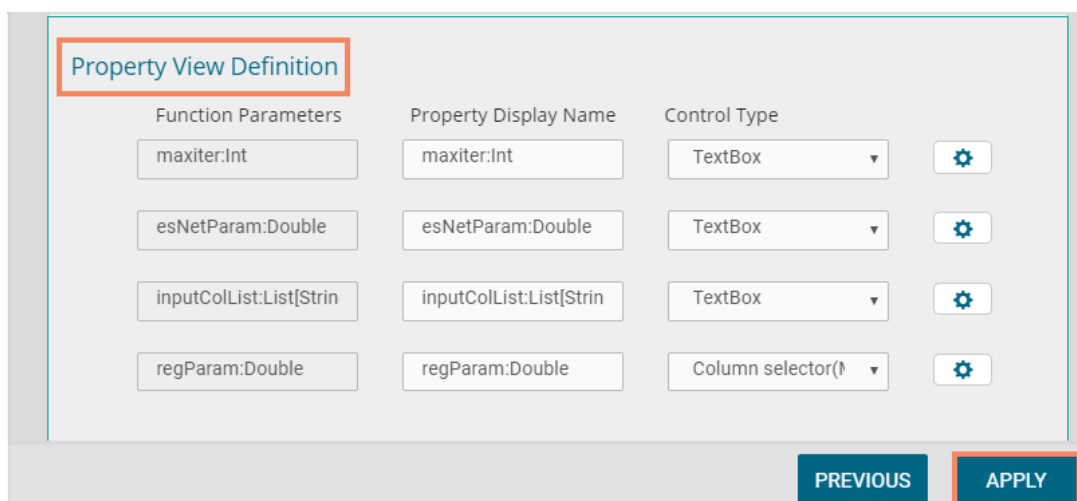 Property View Definition
Function Parameters Property Display Name Control Type
maxiter:Int maxiter:Int TextBox
esNetParam:Double esNetParam:Double TextBox
inputColList:List[Strin inputColList:List[Strin TextBox
regParam:Double regParam:Double Column selector(M
PREVIOUS APPLY